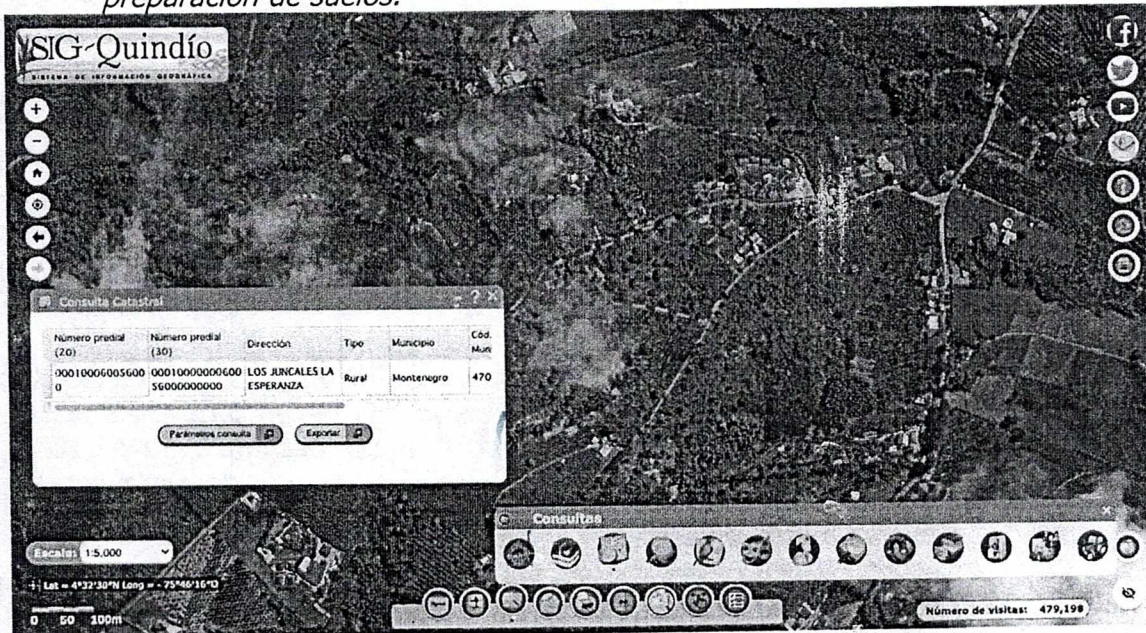 preparación de suelos.
SIG-Quindío
SISTEMA DE INFORMACIÓN GEOGRÁFICA
Consulta Catastral
Número predial (20)
Número predial (30)
Dirección
Tipo
Municipio
Cód. Muni
000100060056000
LOS JUNCALES LA ESPERANZA
Rural
Montenegro
470
Parámetros consulta
Exportar
Consultas
Escala: 1:5,000
Lat = 4°32'30"N Long = - 75°46'16"O
0 50 100m
Número de visitas: 479,198